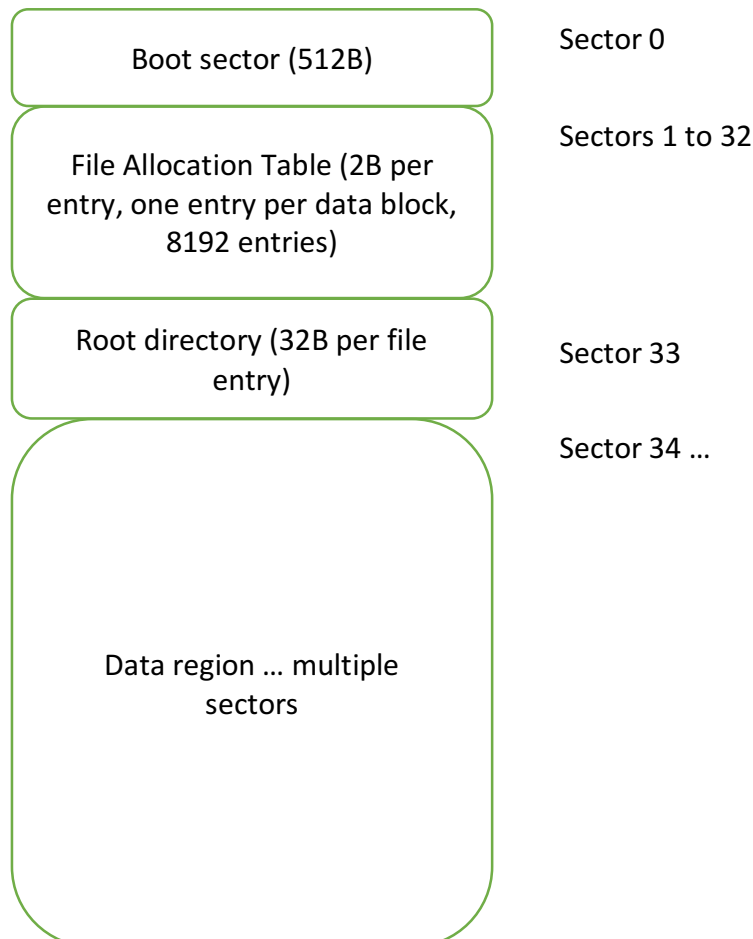 Boot sector (512B)
Sector 0
File Allocation Table (2B per
entry, one entry per data block,
8192 entries)
Sectors 1 to 32
Root directory (32B per file
entry)
Sector 33
Sector 34 …
Data region … multiple
sectors